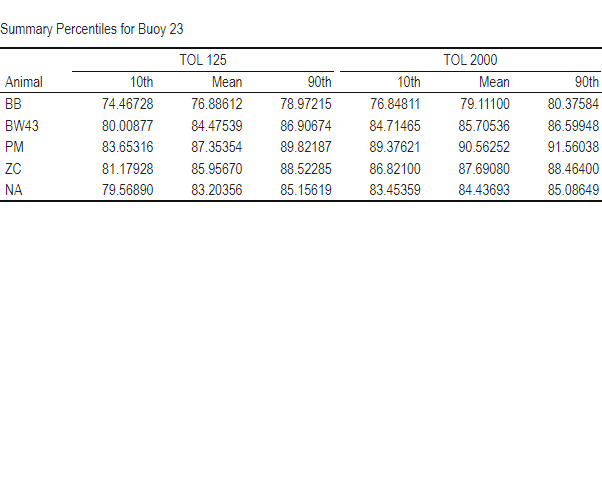 Summary Percentiles for Buoy 23
TOL 125 TOL 2000
Animal 10th Mean 90th 10th Mean 90th
BB 74.46728 76.88612 78.97215 76.84811 79.11100 80.37584
BW43 80.00877 84.47539 86.90674 84.71465 85.70536 86.59948
PM 83.65316 87.35354 89.82187 89.37621 90.56252 91.56038
ZC 81.17928 85.95670 88.52285 86.82100 87.69080 88.46400
NA 79.56890 83.20356 85.15619 83.45359 84.43693 85.08649